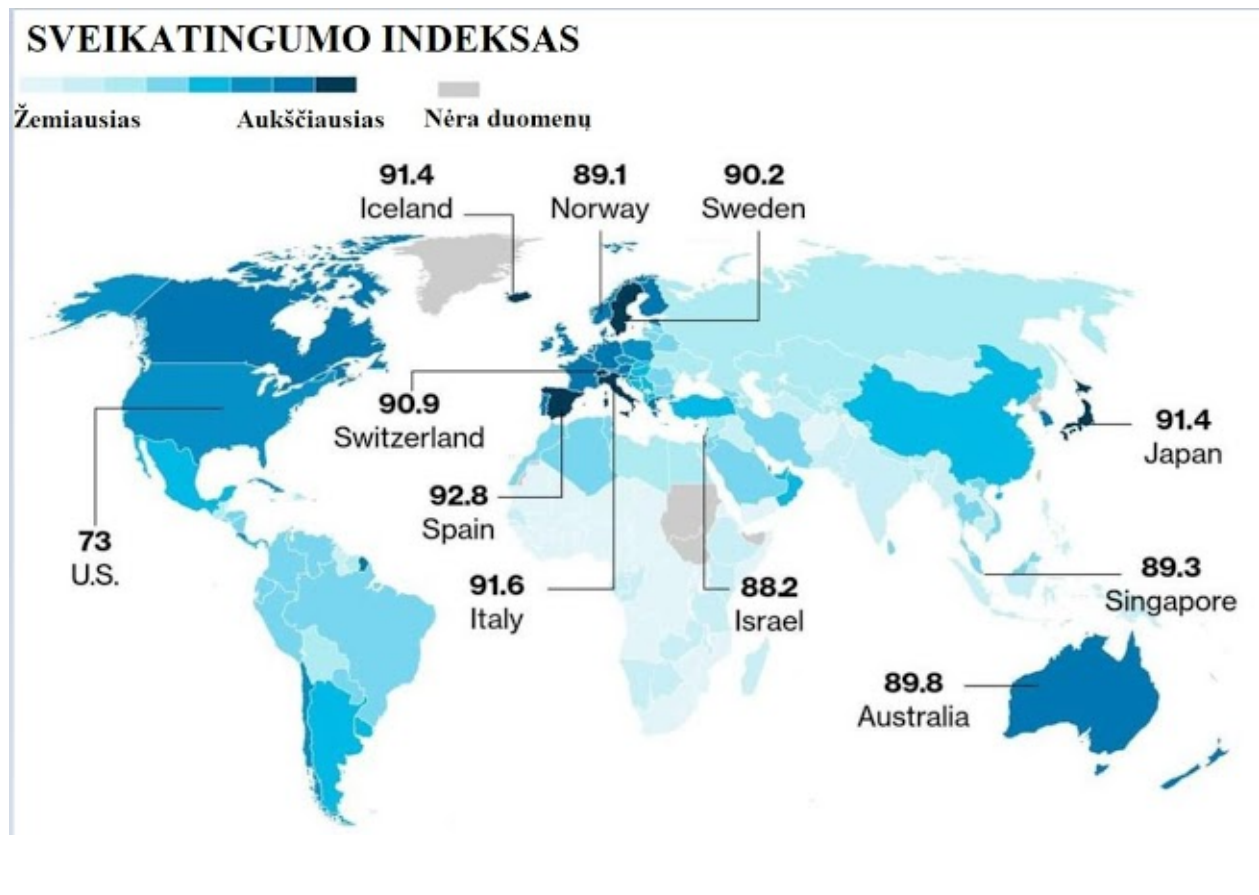 SVEIKATINGUMO INDEKSAS
Žemiausias Aukščiausias Nėra duomenų
91.4
Iceland
89.1
Norway
90.2
Sweden
90.9
Switzerland
91.4
Japan
92.8
Spain
73
U.S.
91.6
Italy
88.2
Israel
89.3
Singapore
89.8
Australia